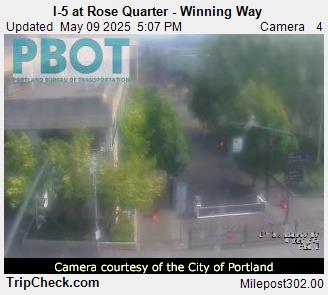 I-5 at Rose Quarter - Winning Way
Updated May 09 2025 5:07 PM Camera 4
PBOT
PORTLAND BUREAU OF TRANSPORTATION
Camera courtesy of the City of Portland
TripCheck.com Milepost302.00